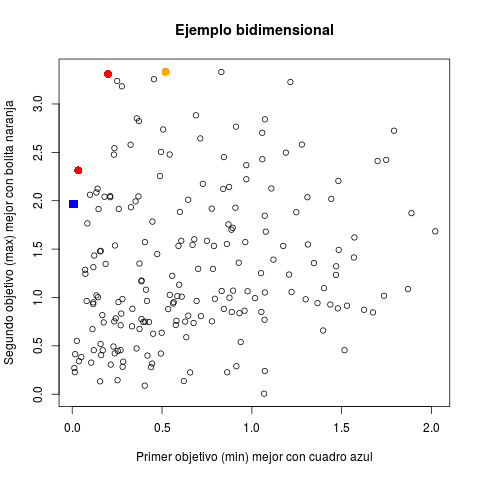 Ejemplo bidimensional
Segundo objetivo (max) mejor con bolita naranja
3.0
2.5
2.0
1.5
1.0
0.5
0.0
0.0 0.5 1.0 1.5 2.0
Primer objetivo (min) mejor con cuadro azul